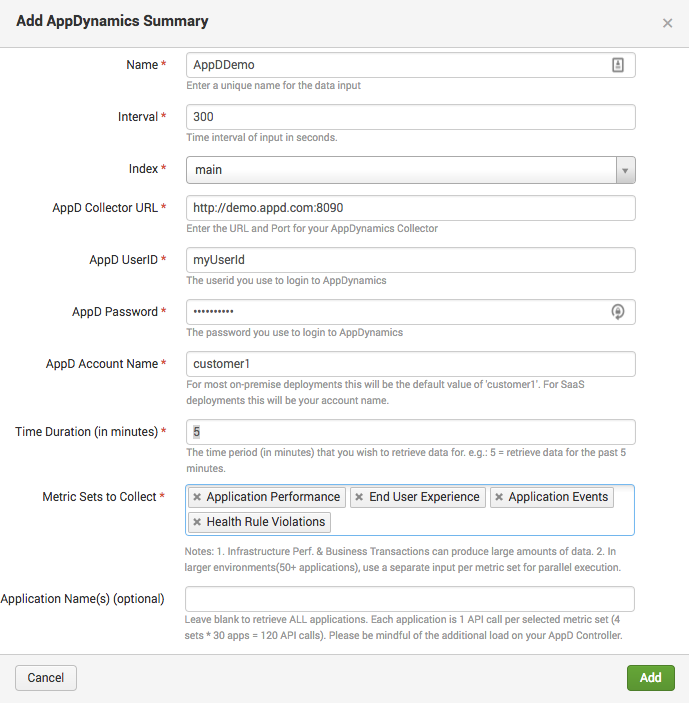 Add AppDynamics Summary ×
Name *
AppDDemo
Enter a unique name for the data input
Interval *
300
Time interval of input in seconds.
Index *
main
AppD Collector URL *
http://demo.appd.com:8090
Enter the URL and Port for your AppDynamics Collector
AppD UserID *
myUserId
The userid you use to login to AppDynamics
AppD Password *
••••••••••
The password you use to login to AppDynamics
AppD Account Name *
customer1
For most on-premise deployments this will be the default value of 'customer1'. For SaaS
deployments this will be your account name.
Time Duration (in minutes) *
5
The time period (in minutes) that you wish to retrieve data for. e.g.: 5 = retrieve data for the past 5
minutes.
Metric Sets to Collect *
× Application Performance × End User Experience × Application Events
× Health Rule Violations
Notes: 1. Infrastructure Perf. & Business Transactions can produce large amounts of data. 2. In
larger environments(50+ applications), use a separate input per metric set for parallel execution.
Application Name(s) (optional)
Leave blank to retrieve ALL applications. Each application is 1 API call per selected metric set (4
sets * 30 apps = 120 API calls). Please be mindful of the additional load on your AppD Controller.
Cancel Add